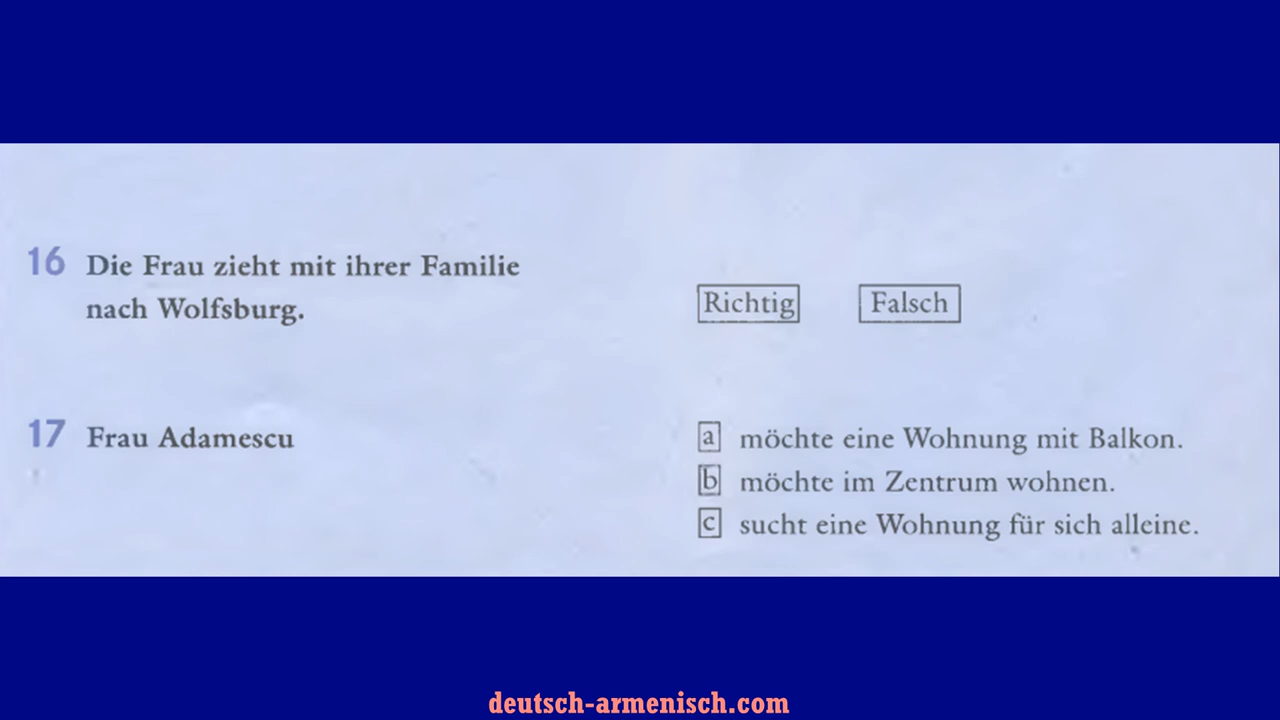 16 Die Frau zieht mit ihrer Familie
nach Wolfsburg.
Richtig Falsch
17 Frau Adamescu
a möchte eine Wohnung mit Balkon.
b möchte im Zentrum wohnen.
c sucht eine Wohnung für sich alleine.
deutsch-armenisch.com